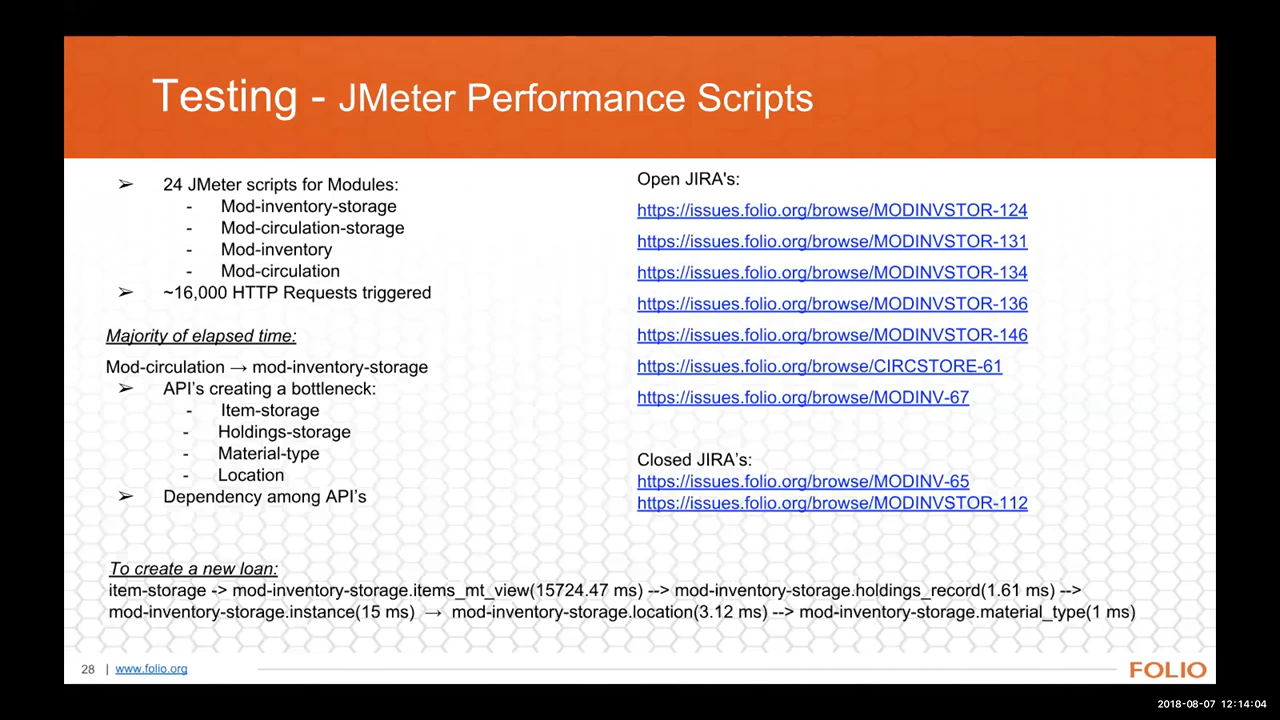 Testing - JMeter Performance Scripts
➢ 24 JMeter scripts for Modules:
- Mod-inventory-storage
- Mod-circulation-storage
- Mod-inventory
- Mod-circulation
➢ ~16,000 HTTP Requests triggered
Majority of elapsed time:
Mod-circulation → mod-inventory-storage
➢ API’s creating a bottleneck:
- Item-storage
- Holdings-storage
- Material-type
- Location
➢ Dependency among API’s
Open JIRA's:
https://issues.folio.org/browse/MODINVSTOR-124
https://issues.folio.org/browse/MODINVSTOR-131
https://issues.folio.org/browse/MODINVSTOR-134
https://issues.folio.org/browse/MODINVSTOR-136
https://issues.folio.org/browse/MODINVSTOR-146
https://issues.folio.org/browse/CIRCSTORE-61
https://issues.folio.org/browse/MODINV-67
Closed JIRA’s:
https://issues.folio.org/browse/MODINV-65
https://issues.folio.org/browse/MODINVSTOR-112
To create a new loan:
item-storage -> mod-inventory-storage.items_mt_view(15724.47 ms) --> mod-inventory-storage.holdings_record(1.61 ms) -->
mod-inventory-storage.instance(15 ms) → mod-inventory-storage.location(3.12 ms) --> mod-inventory-storage.material_type(1 ms)
28 | www.folio.org
FOLIO
2018-08-07 12:14:04